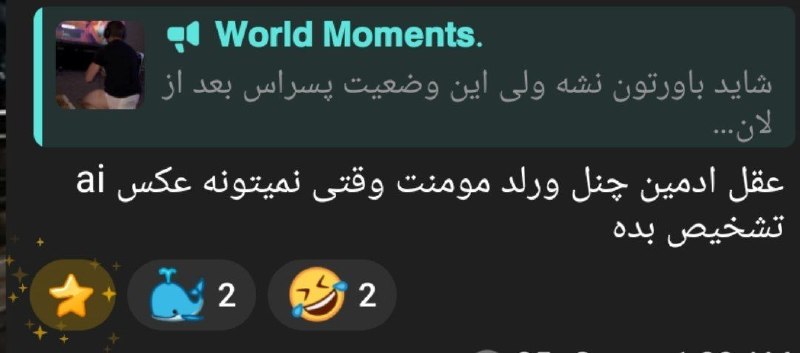 World Moments.
شاید باورتون نشه ولی این وضعیت پسراس بعد از
لان...
عقل ادمین چنل ورلد مومنت وقتی نمیتونه عکس ai
تشخیص بده
2
2